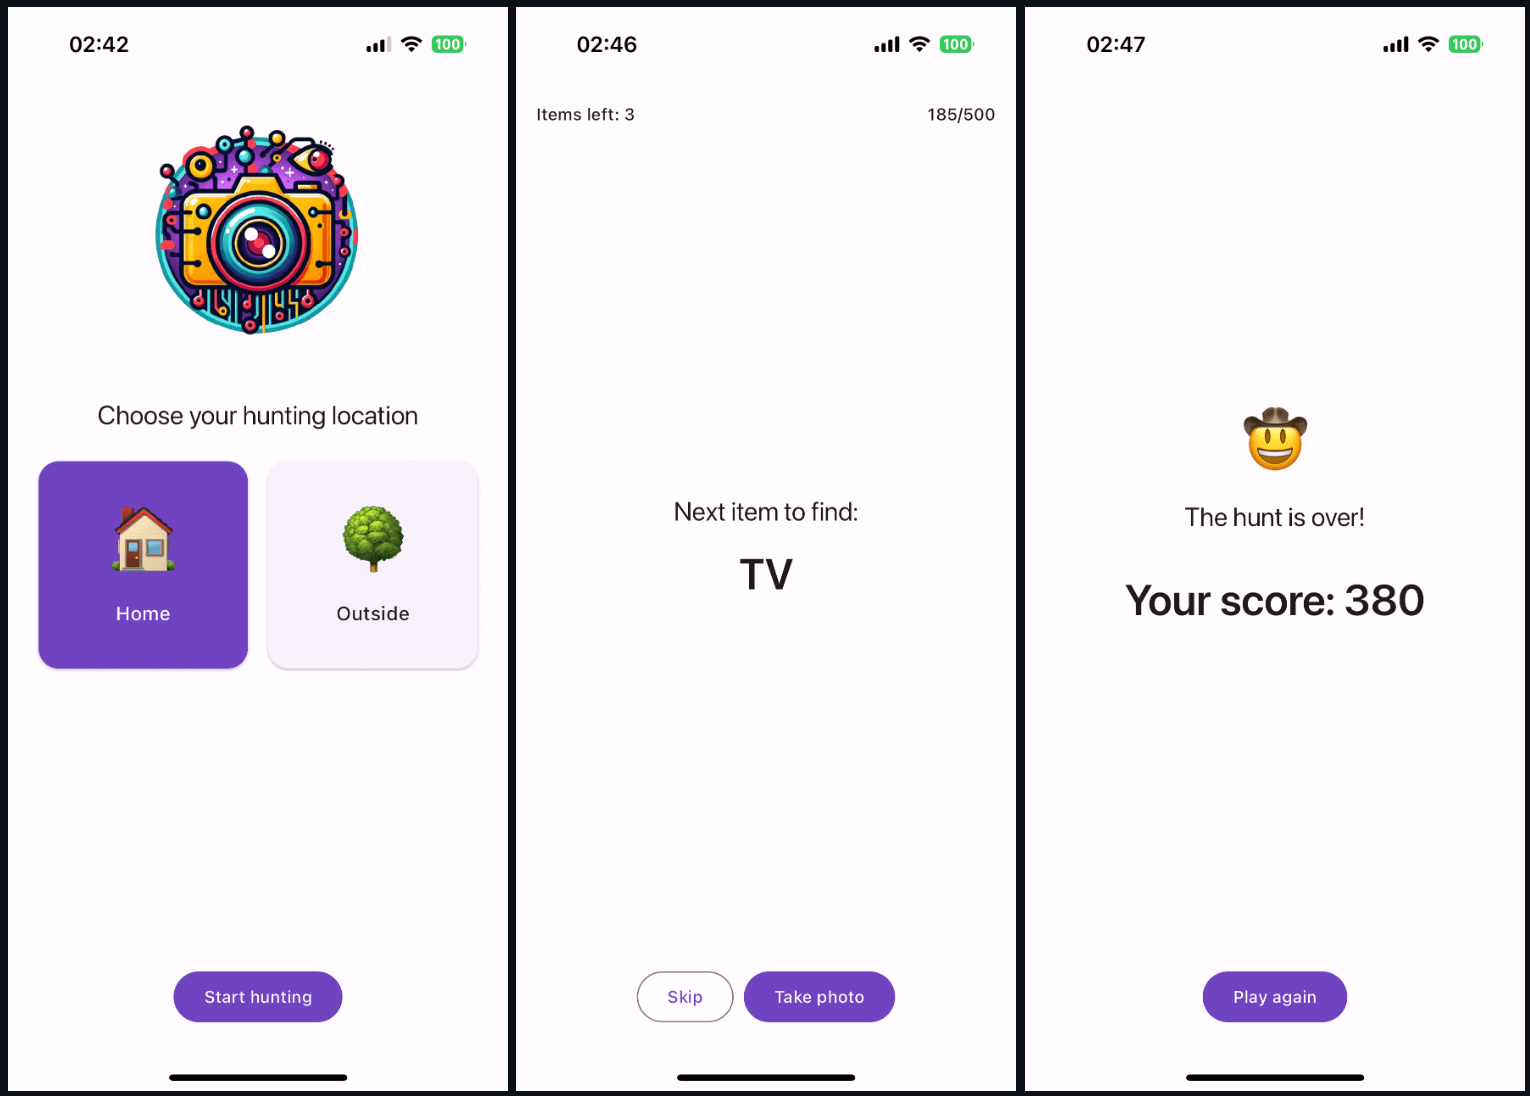 02:42
100
Choose your hunting location
Home
Outside
Start hunting
02:46
100
Items left: 3
185/500
Next item to find:
TV
Skip
Take photo
02:47
100
The hunt is over!
Your score: 380
Play again